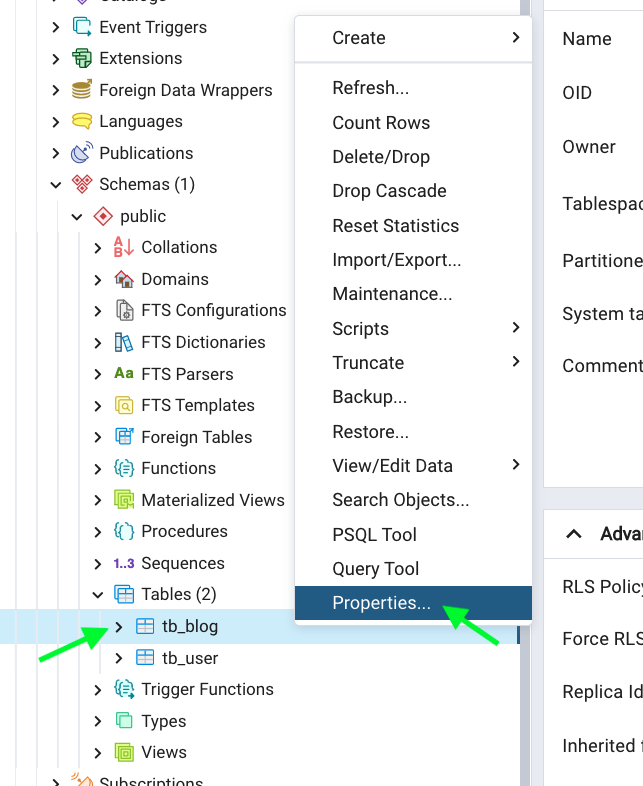 Catalogs
Event Triggers
Extensions
Foreign Data Wrappers
Languages
Publications
Schemas (1)
public
Collations
Domains
FTS Configurations
FTS Dictionaries
FTS Parsers
FTS Templates
Foreign Tables
Functions
Materialized Views
Procedures
1..3 Sequences
Tables (2)
tb_blog
tb_user
Trigger Functions
Types
Views
Subscriptions
Create
Refresh...
Count Rows
Delete/Drop
Drop Cascade
Reset Statistics
Import/Export...
Maintenance...
Scripts
Truncate
Backup...
Restore...
View/Edit Data
Search Objects...
PSQL Tool
Query Tool
Properties...
Name
OID
Owner
Tablespac
Partitione
System ta
Comment
Advar
RLS Policy
Force RLS
Replica Id
Inherited f